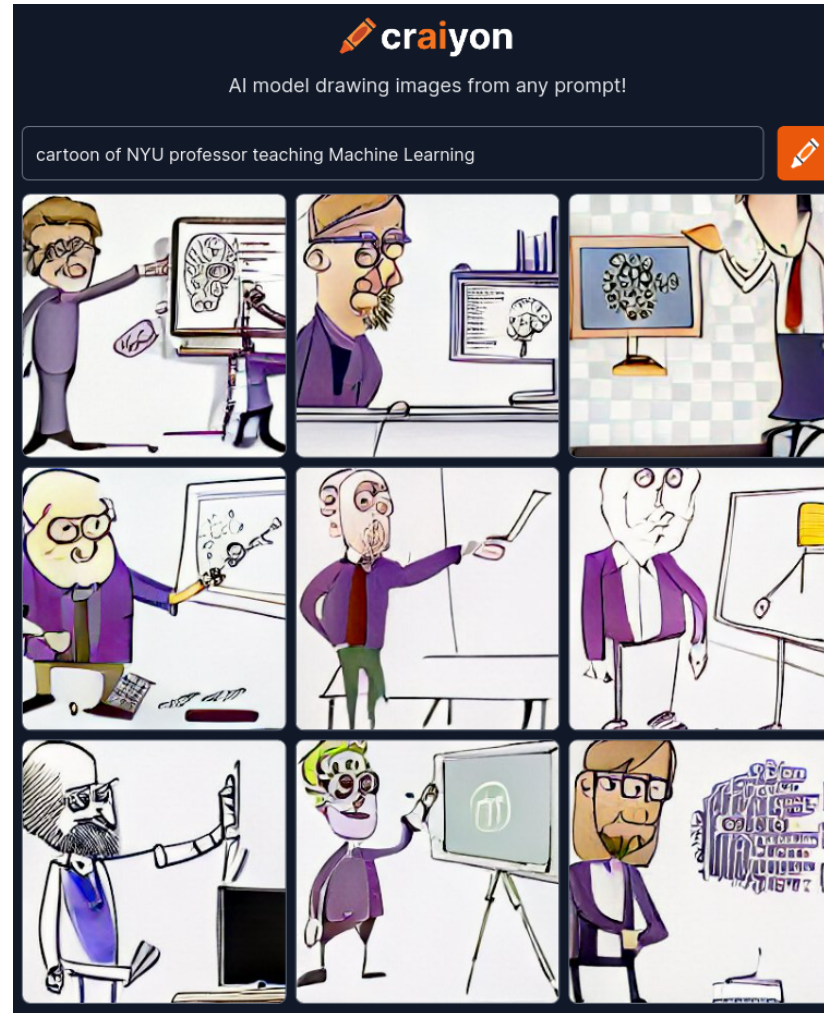 craiyon
AI model drawing images from any prompt!
cartoon of NYU professor teaching Machine Learning